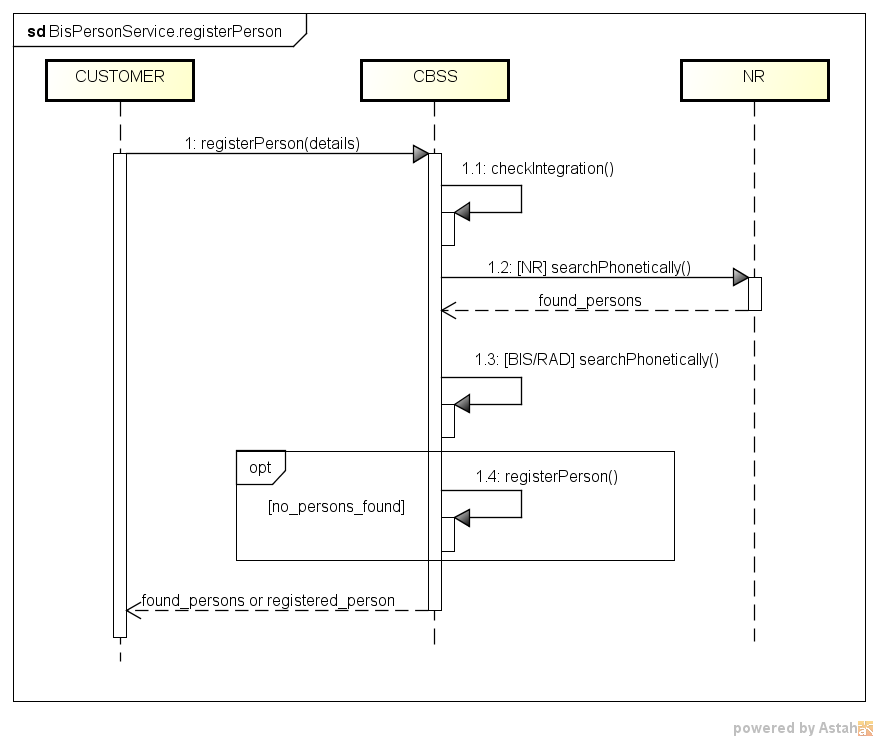 sd BisPersonService.registerPerson
CUSTOMER
CBSS
NR
1: registerPerson(details)
1.1: checkIntegration()
1.2: [NR] searchPhonetically()
found_persons
1.3: [BIS/RAD] searchPhonetically()
opt
1.4: registerPerson()
[no_persons_found]
found_persons or registered_person
powered by Astah